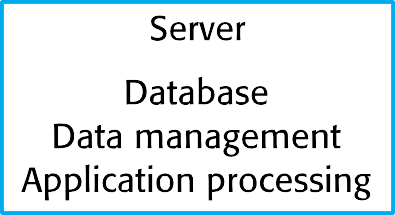 Server
Database
Data management
Application processing